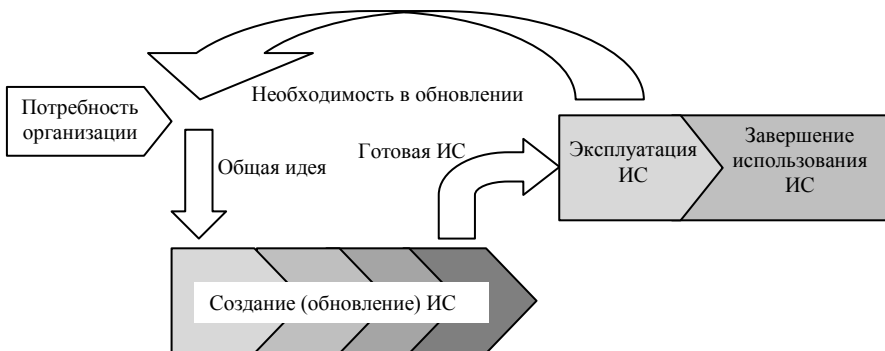 Необходимость в обновлении
Потребность
организации
Общая идея
Готовая ИС
Эксплуатация
ИС
Завершение
использования
ИС
Создание (обновление) ИС